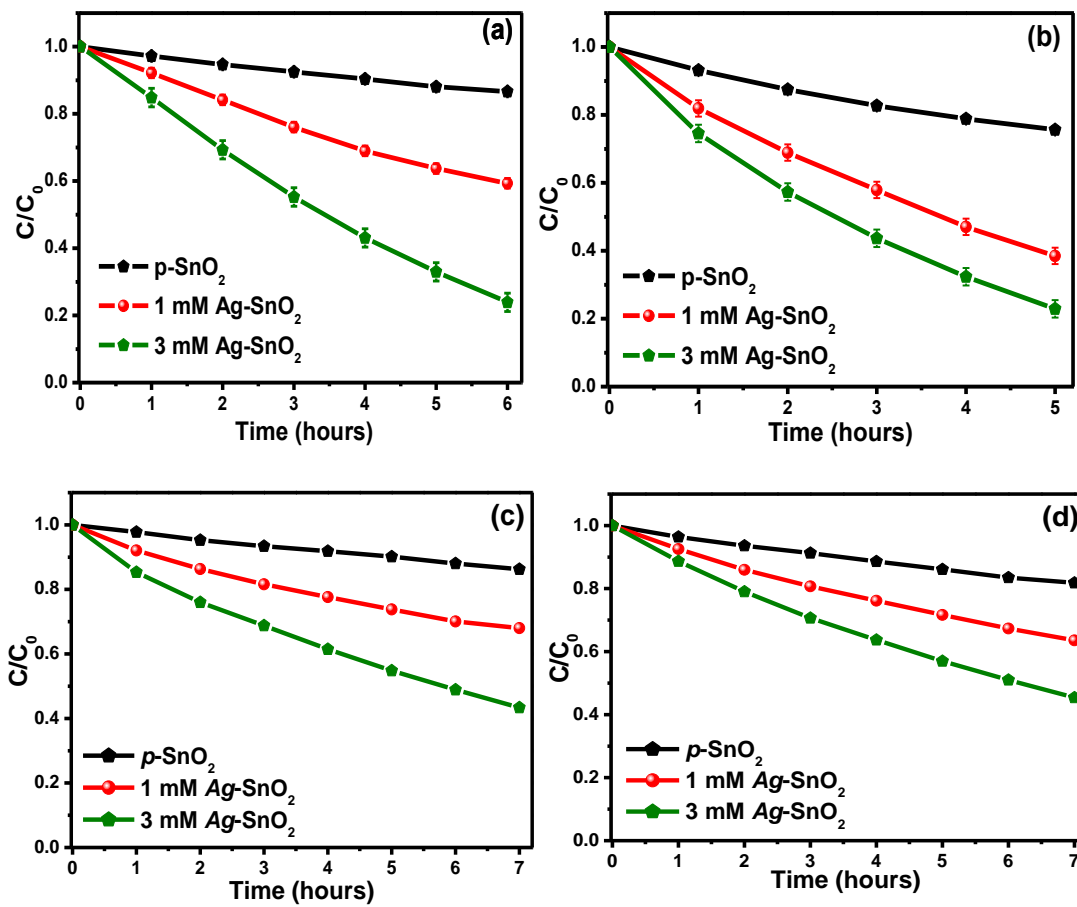 (a)
C/C0
1.0
0.8
0.6
0.4
0.2
0.0
p-SnO2
1 mM Ag-SnO2
3 mM Ag-SnO2
0 1 2 3 4 5 6
Time (hours)
(b)
C/C0
1.0
0.8
0.6
0.4
0.2
0.0
p-SnO2
1 mM Ag-SnO2
3 mM Ag-SnO2
0 1 2 3 4 5
Time (hours)
(c)
C/C0
1.0
0.8
0.6
0.4
0.2
0.0
p-SnO2
1 mM Ag-SnO2
3 mM Ag-SnO2
0 1 2 3 4 5 6 7
Time (hours)
(d)
C/C0
1.0
0.8
0.6
0.4
0.2
0.0
p-SnO2
1 mM Ag-SnO2
3 mM Ag-SnO2
0 1 2 3 4 5 6 7
Time (hours)